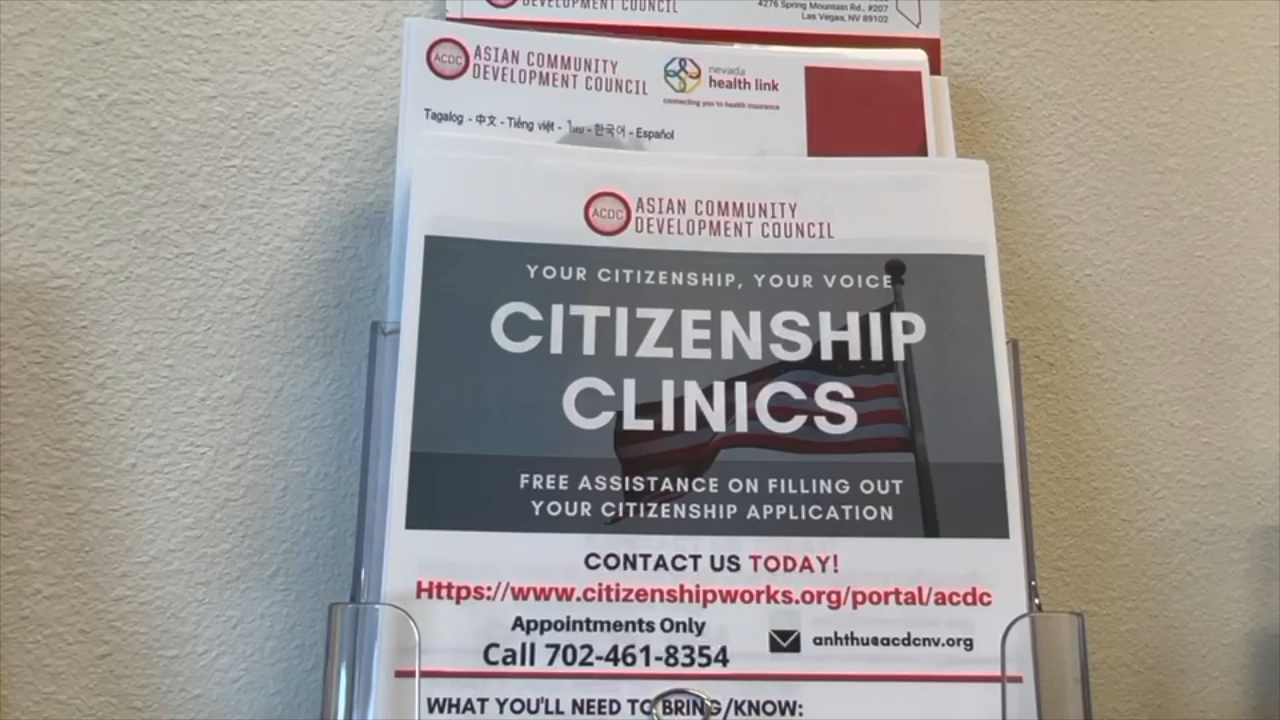 DEVELOPMENT COUNCIL
4276 Spring Mountain Rd., #207
Las Vegas, NV 89102
ACDC
ASIAN COMMUNITY
DEVELOPMENT COUNCIL
nevada
health link
connecting you to health insurance
Tagalog - 中文 - Tiếng việt - ไทย - 한국어 - Español
ACDC
ASIAN COMMUNITY
DEVELOPMENT COUNCIL
YOUR CITIZENSHIP, YOUR VOICE
CITIZENSHIP
CLINICS
FREE ASSISTANCE ON FILLING OUT
YOUR CITIZENSHIP APPLICATION
CONTACT US TODAY!
Https://www.citizenshipworks.org/portal/acdc
Appointments Only
Call 702-461-8354
anhthu@acdcnv.org
WHAT YOU'LL NEED TO BRING/KNOW: